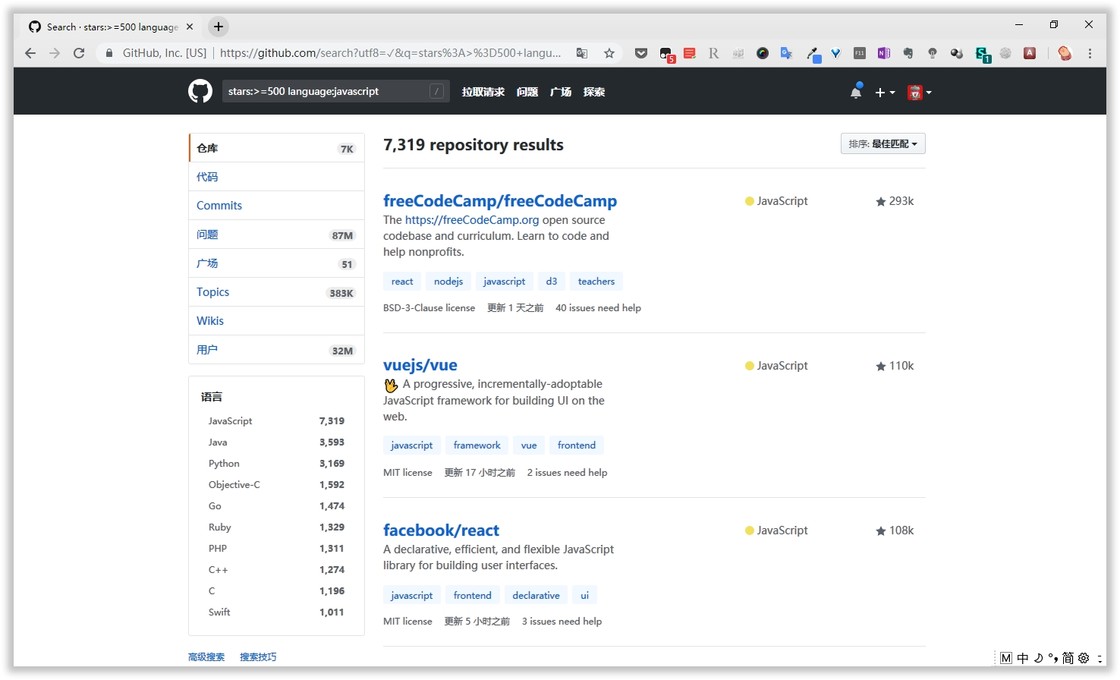 Search · stars:>=500 language
GitHub, Inc. [US]
https://github.com/search?utf8=✓&q=stars%3A>%3D500+langu...
stars:>=500 language:javascript
/
拉取请求 问题 广场 探索
仓库 7K
代码
Commits
问题 87M
广场 51
Topics 383K
Wikis
用户 32M
语言
JavaScript 7,319
Java 3,593
Python 3,169
Objective-C 1,592
Go 1,474
Ruby 1,329
PHP 1,311
C++ 1,274
C 1,196
Swift 1,011
高级搜索 搜索技巧
7,319 repository results
排序: 最佳匹配
freeCodeCamp/freeCodeCamp
JavaScript
293k
The https://freeCodeCamp.org open source
codebase and curriculum. Learn to code and
help nonprofits.
react nodejs javascript d3 teachers
BSD-3-Clause license 更新 1 天之前 40 issues need help
vuejs/vue
JavaScript
110k
🖖 A progressive, incrementally-adoptable
JavaScript framework for building UI on the
web.
javascript framework vue frontend
MIT license 更新 17 小时之前 2 issues need help
facebook/react
JavaScript
108k
A declarative, efficient, and flexible JavaScript
library for building user interfaces.
javascript frontend declarative ui
MIT license 更新 5 小时之前 3 issues need help
M 中 简